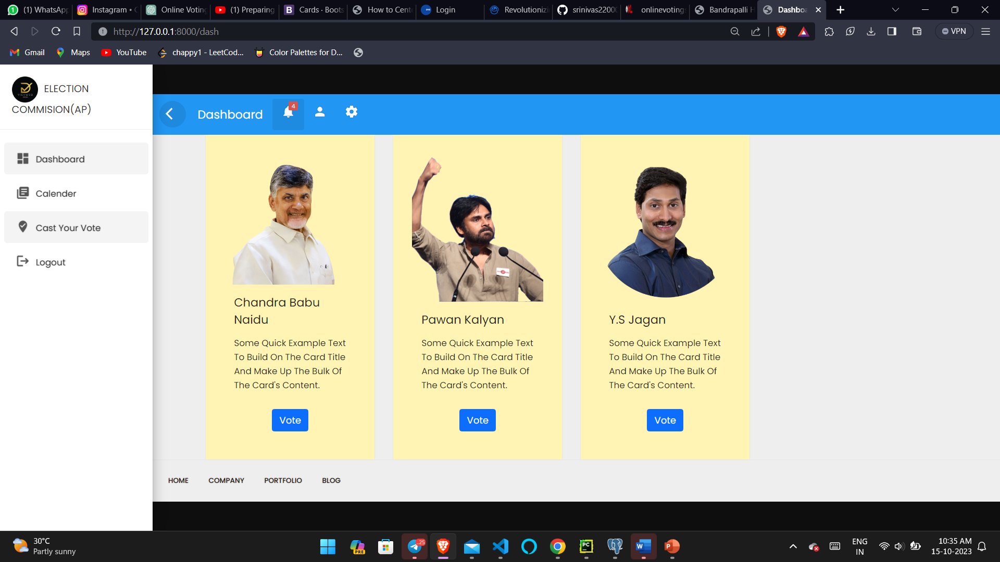 (1) WhatsApp
Instagram • C
Online Voting
(1) Preparing
Cards · Boots
How to Cent
Login
Revolutionizi
srinivas2200
onlinevoting
Bandrapalli H
Dashboa
http://127.0.0.1:8000/dash
VPN
Gmail
Maps
YouTube
chappy1 - LeetCod...
Color Palettes for D...
ELECTION
COMMISION(AP)
Dashboard
Calender
Cast Your Vote
Logout
Dashboard
4
Chandra Babu
Naidu
Some Quick Example Text
To Build On The Card Title
And Make Up The Bulk Of
The Card's Content.
Vote
Pawan Kalyan
Some Quick Example Text
To Build On The Card Title
And Make Up The Bulk Of
The Card's Content.
Vote
Y.S Jagan
Some Quick Example Text
To Build On The Card Title
And Make Up The Bulk Of
The Card's Content.
Vote
HOME COMPANY PORTFOLIO BLOG
30°C
Partly sunny
PRE
..25
PC
W
P
ENG
IN
10:35 AM
15-10-2023